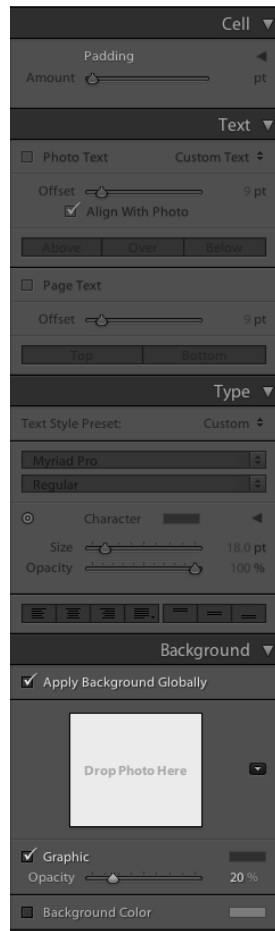 Cell
Padding
Amount pt
Text
Photo Text Custom Text
Offset 9 pt
Align With Photo
Above Over Below
Page Text
Offset 9 pt
Top Bottom
Type
Text Style Preset: Custom
Myriad Pro
Regular
Character
Size 18.0 pt
Opacity 100 %
Background
Apply Background Globally
Drop Photo Here
Graphic
Opacity 20 %
Background Color